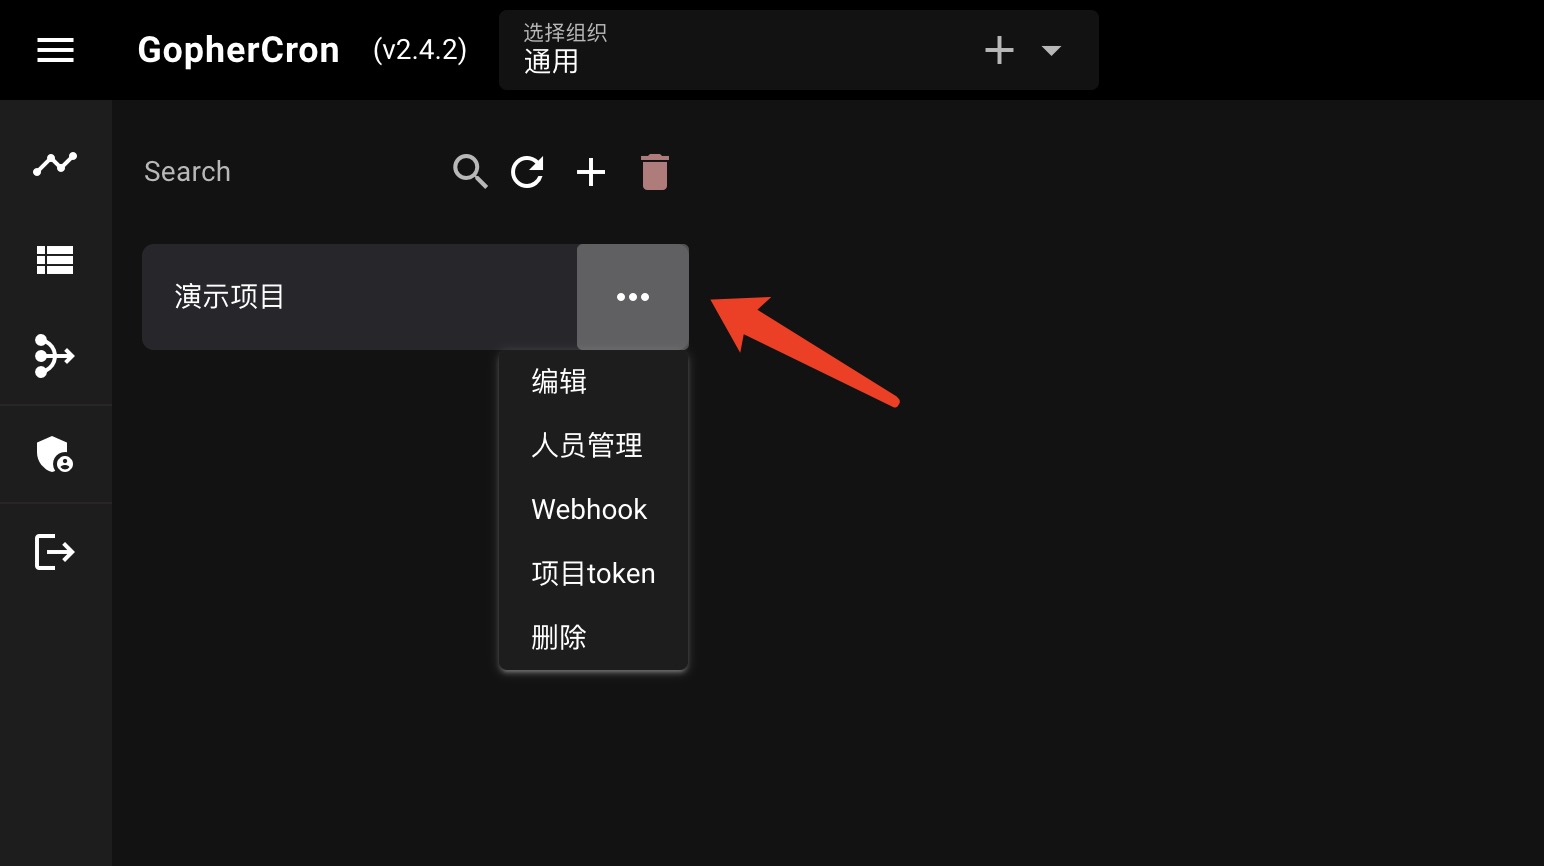 GopherCron (v2.4.2)
选择组织
通用
Search
演示项目
编辑
人员管理
Webhook
项目token
删除